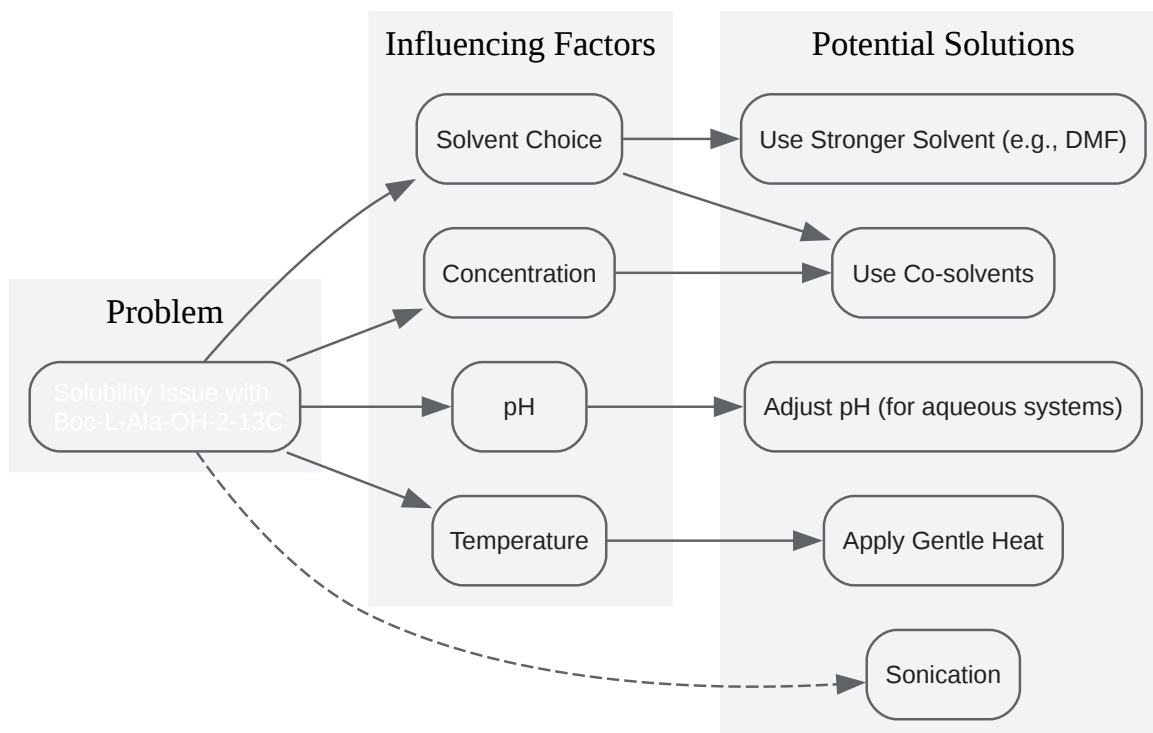 Problem
Solubility Issue with
Boc-L-Ala-OH-2-13C
Influencing Factors
Solvent Choice
Concentration
pH
Temperature
Potential Solutions
Use Stronger Solvent (e.g., DMF)
Use Co-solvents
Adjust pH (for aqueous systems)
Apply Gentle Heat
Sonication